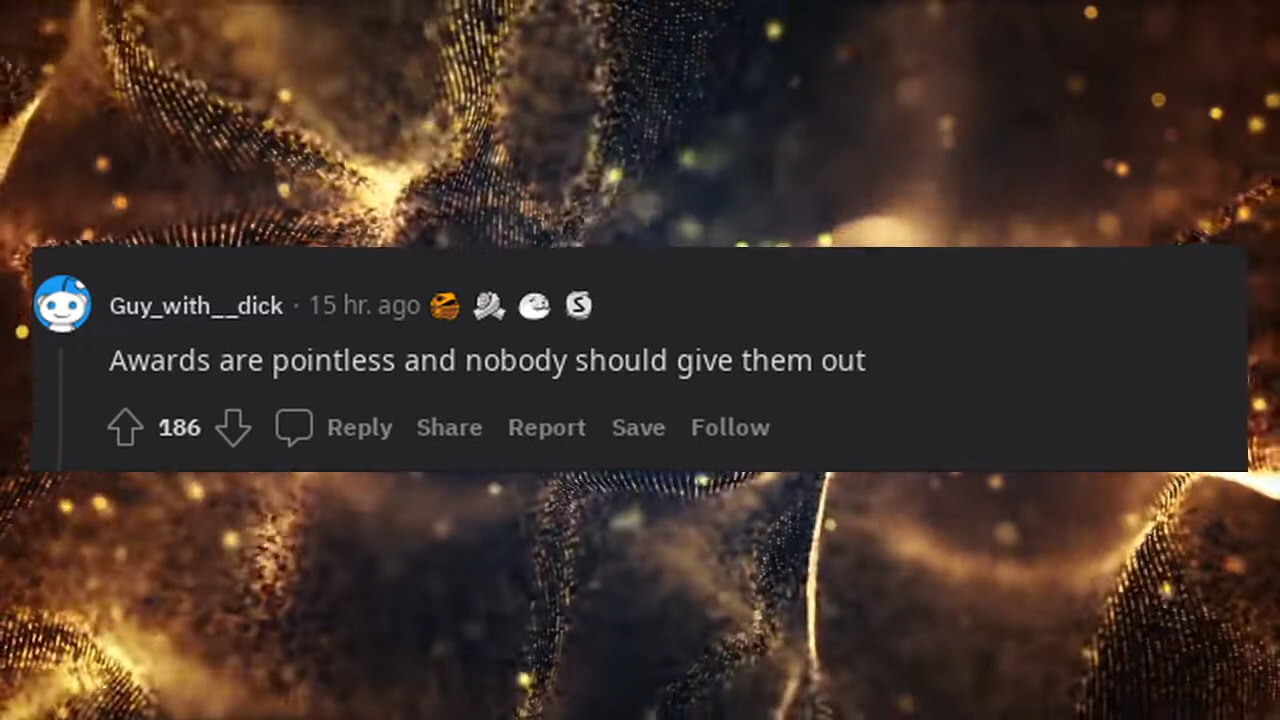 Guy_with__dick · 15 hr. ago
Awards are pointless and nobody should give them out
186 Reply Share Report Save Follow